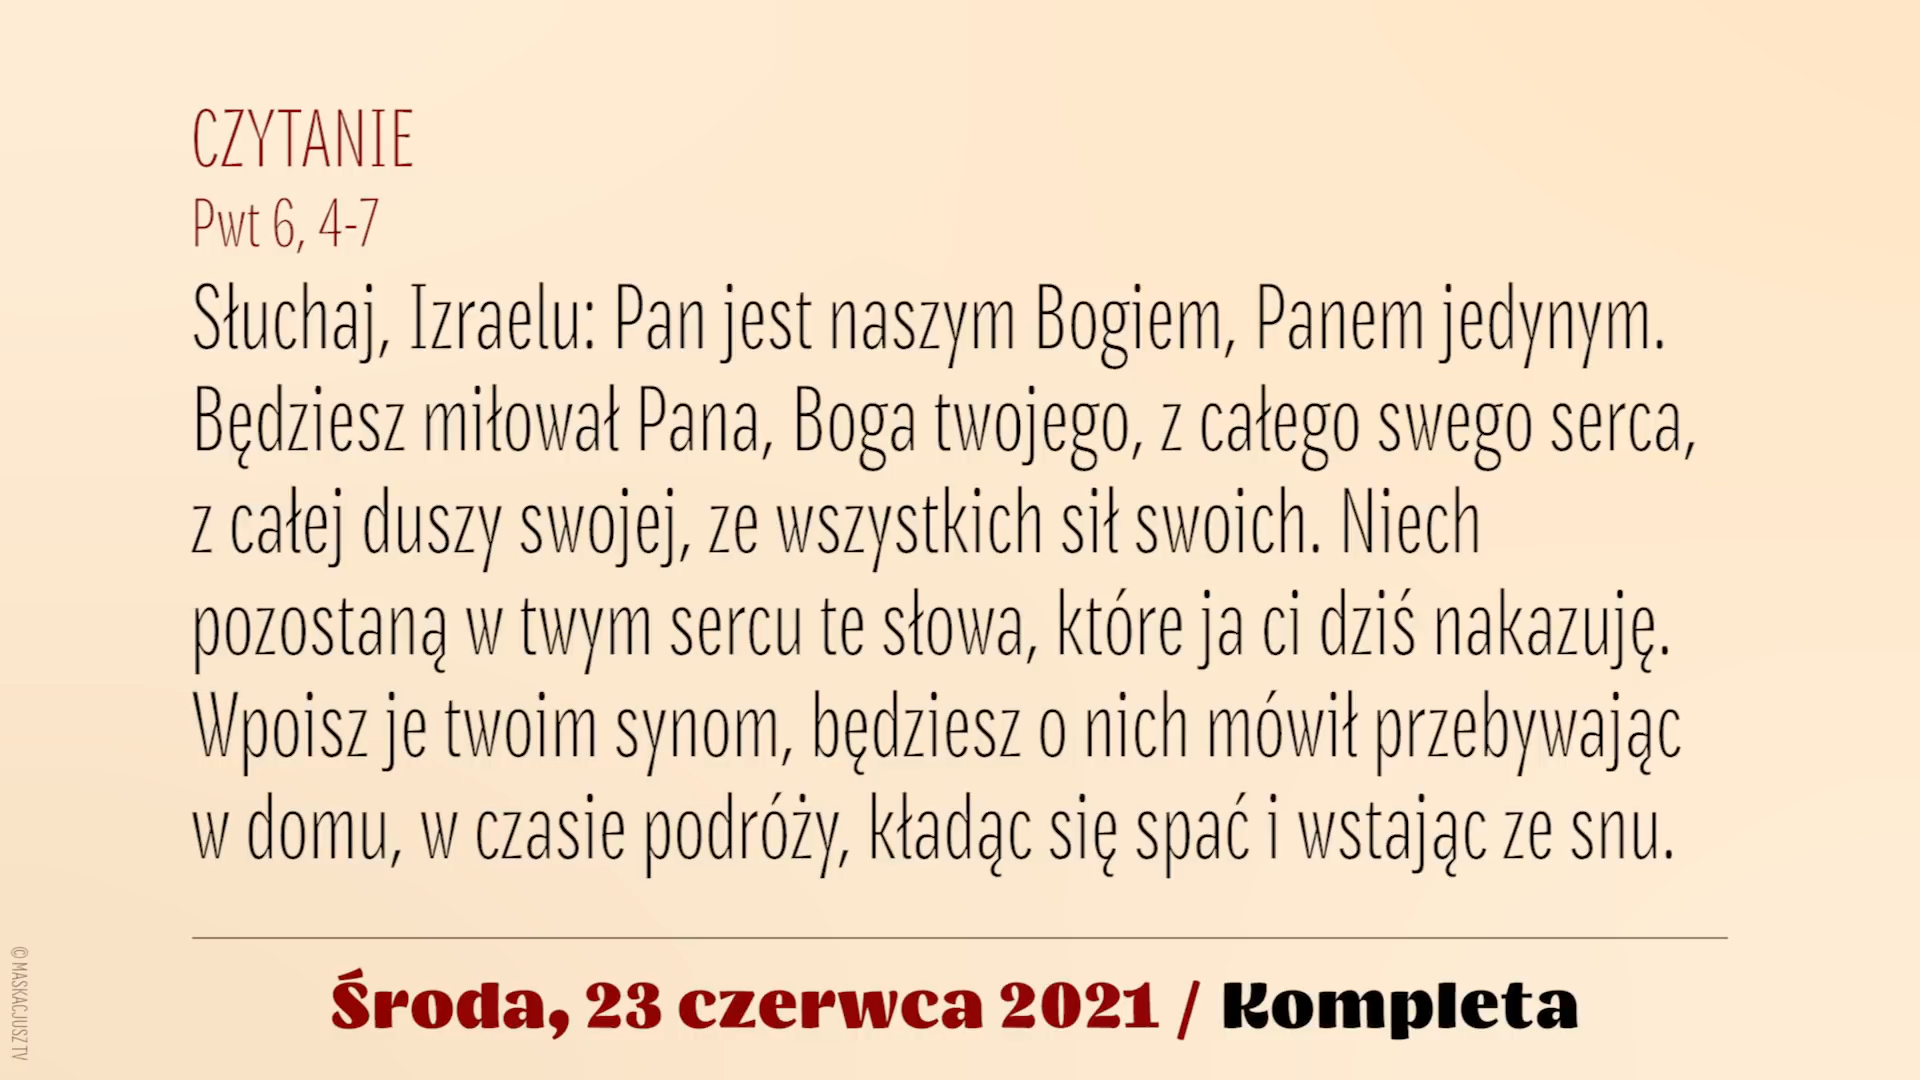 CZYTANIE
Pwt 6, 4-7
Słuchaj, Izraelu: Pan jest naszym Bogiem, Panem jedynym.
Będziesz miłował Pana, Boga twojego, z całego swego serca,
z całej duszy swojej, ze wszystkich sił swoich. Niech
pozostaną w twym sercu te słowa, które ja ci dziś nakazuję.
Wpoisz je twoim synom, będziesz o nich mówił przebywając
w domu, w czasie podróży, kładąc się spać i wstając ze snu.
Środa, 23 czerwca 2021 / Kompleta
© MASKACJUSZ TV